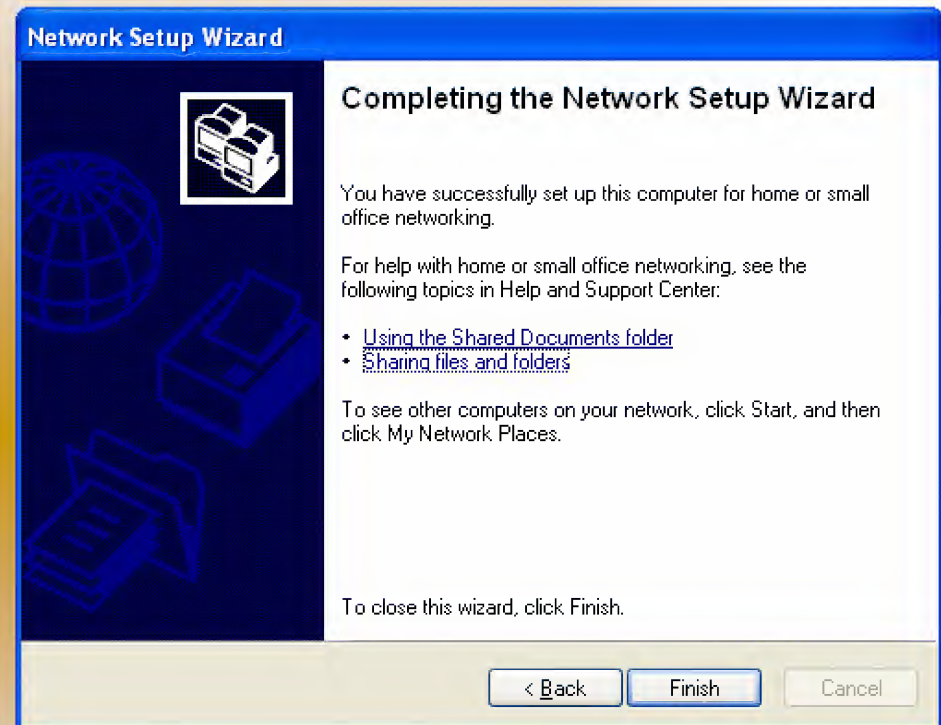 Network Setup Wizard
Completing the Network Setup Wizard
You have successfully set up this computer for home or small
office networking.
For help with home or small office networking, see the
following topics in Help and Support Center:
• Using the Shared Documents folder
• Sharing files and folders
To see other computers on your network, click Start, and then
click My Network Places.
To close this wizard, click Finish.
< Back Finish Cancel